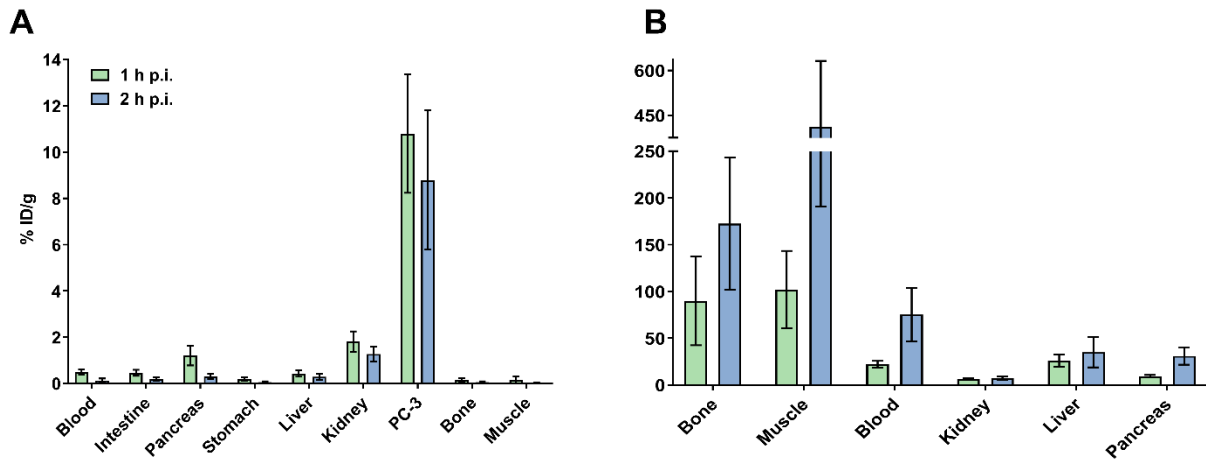 A
% ID/g
14
12
10
8
6
4
2
0
1 h p.i.
2 h p.i.
Blood
Intestine
Pancreas
Stomach
Liver
Kidney
PC-3
Bone
Muscle
B
600
450
250
200
150
100
50
0
Bone
Muscle
Blood
Kidney
Liver
Pancreas